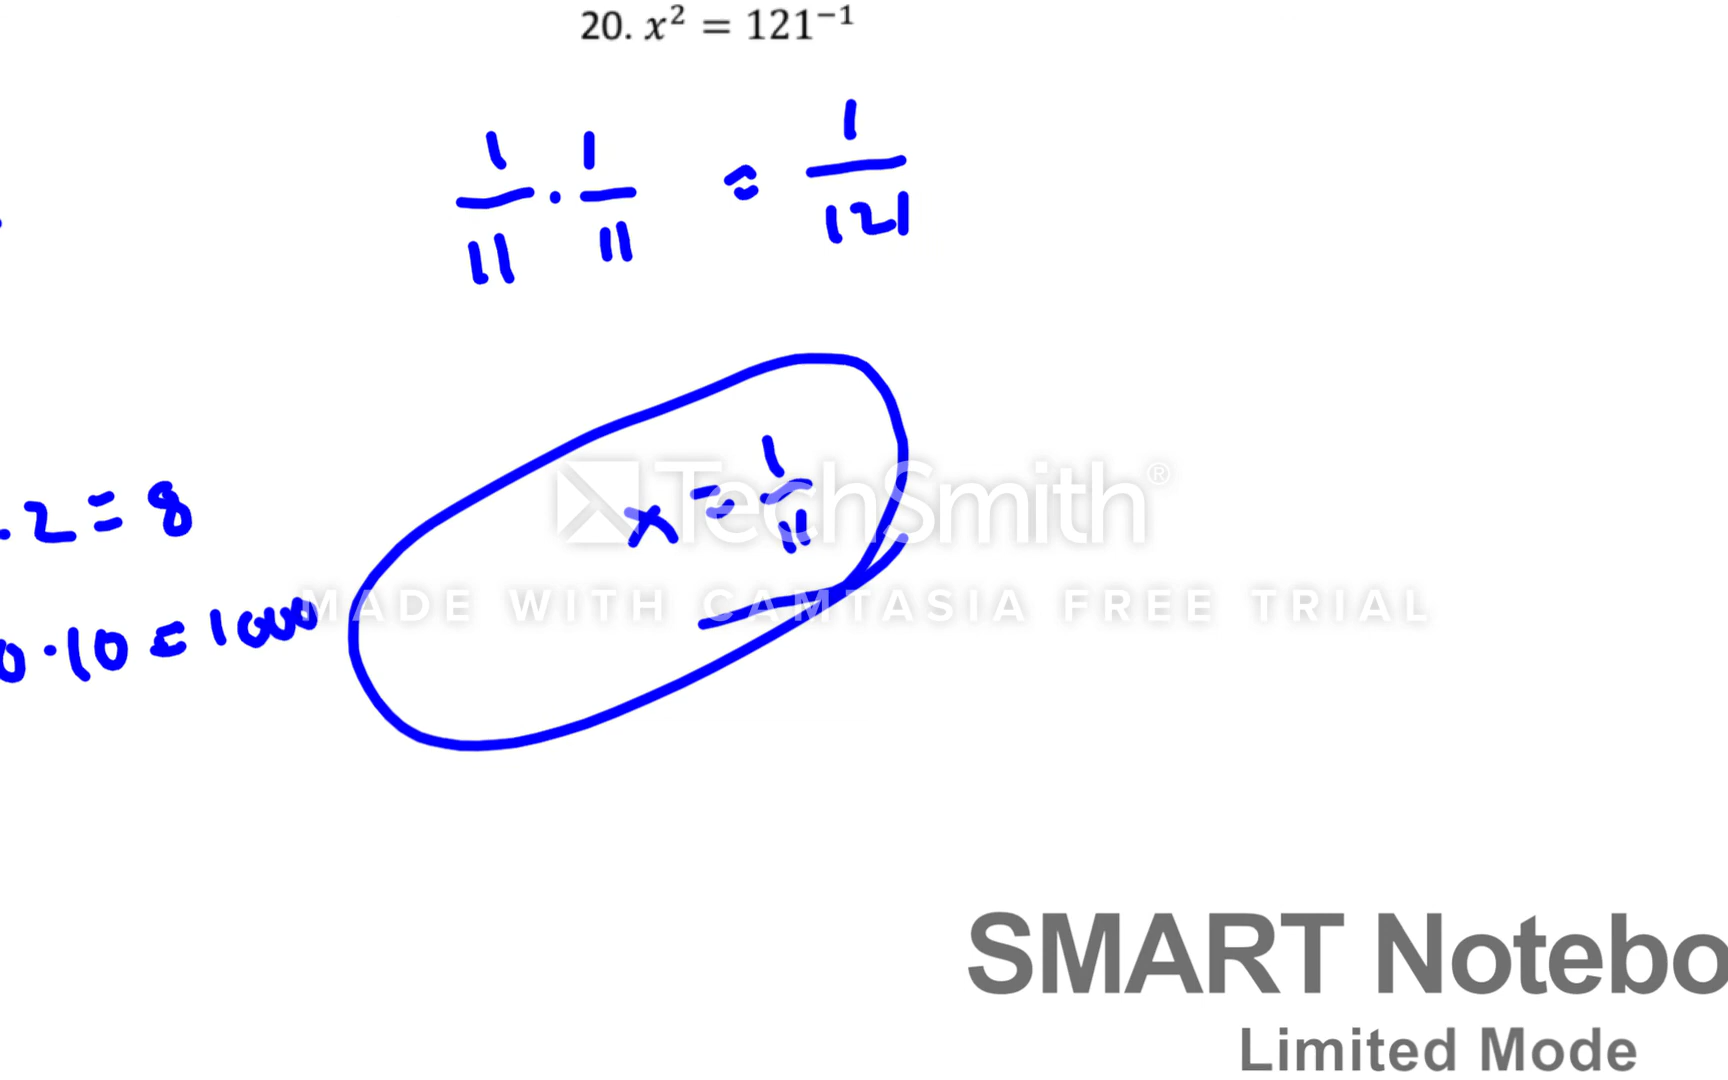 20. x² = 121⁻¹
1/11 · 1/11 = 1/121
x = 1/11
TechSmith®
. 2 = 8
MADE WITH CAMTASIA FREE TRIAL
0 · 10 = 1000
SMART Notebo
Limited Mode